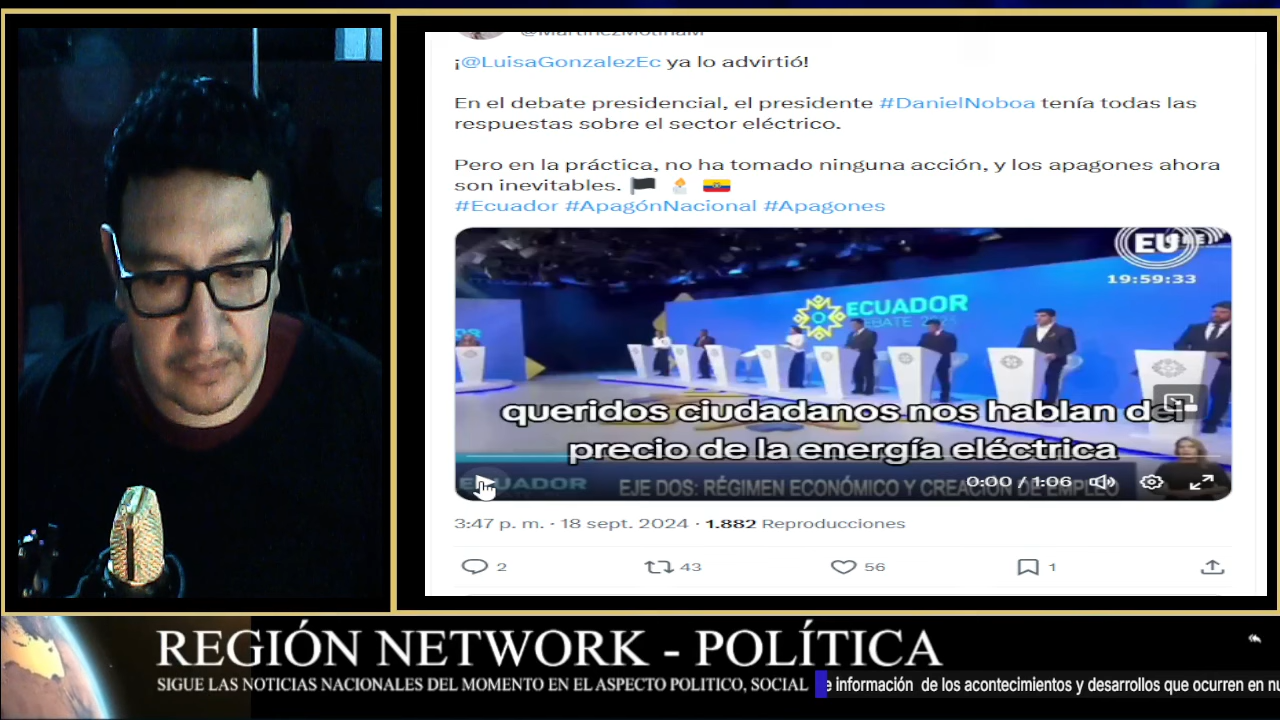 @MartinezMolinaM
¡@LuisaGonzalezEc ya lo advirtió!
En el debate presidencial, el presidente #DanielNoboa tenía todas las
respuestas sobre el sector eléctrico.
Pero en la práctica, no ha tomado ninguna acción, y los apagones ahora
son inevitables.
#Ecuador #ApagónNacional #Apagones
EU
19:59:33
ECUADOR
DEBATE 2023
queridos ciudadanos nos hablan del
precio de la energía eléctrica
0:00 / 1:06
ECUADOR
EJE DOS: RÉGIMEN ECONÓMICO Y CREACIÓN DE EMPLEO
3:47 p. m. · 18 sept. 2024 · 1.882 Reproducciones
2
43
56
1
REGIÓN NETWORK - POLÍTICA
SIGUE LAS NOTICIAS NACIONALES DEL MOMENTO EN EL ASPECTO POLITICO, SOCIAL
e información de los acontecimientos y desarrollos que ocurren en nu